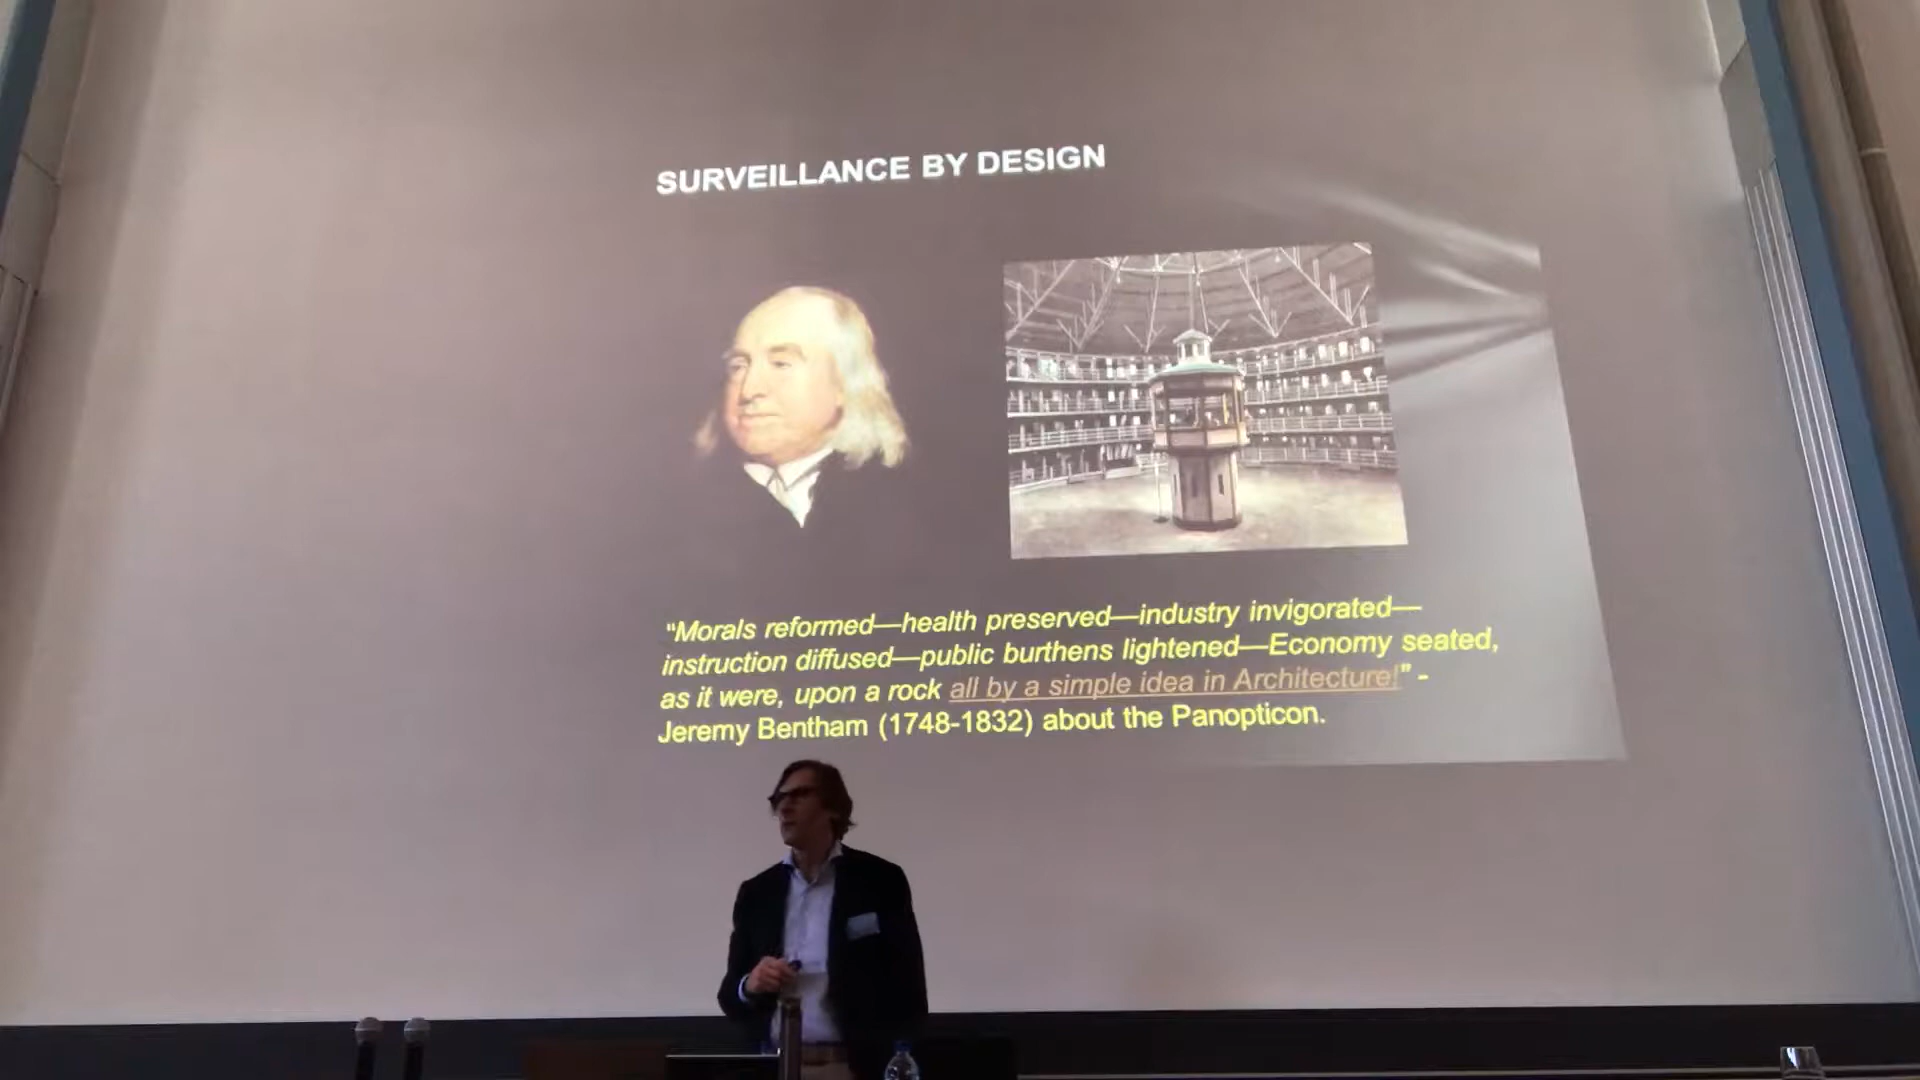 SURVEILLANCE BY DESIGN
“Morals reformed—health preserved—industry invigorated—
instruction diffused—public burthens lightened—Economy seated,
as it were, upon a rock all by a simple idea in Architecture!” -
Jeremy Bentham (1748-1832) about the Panopticon.